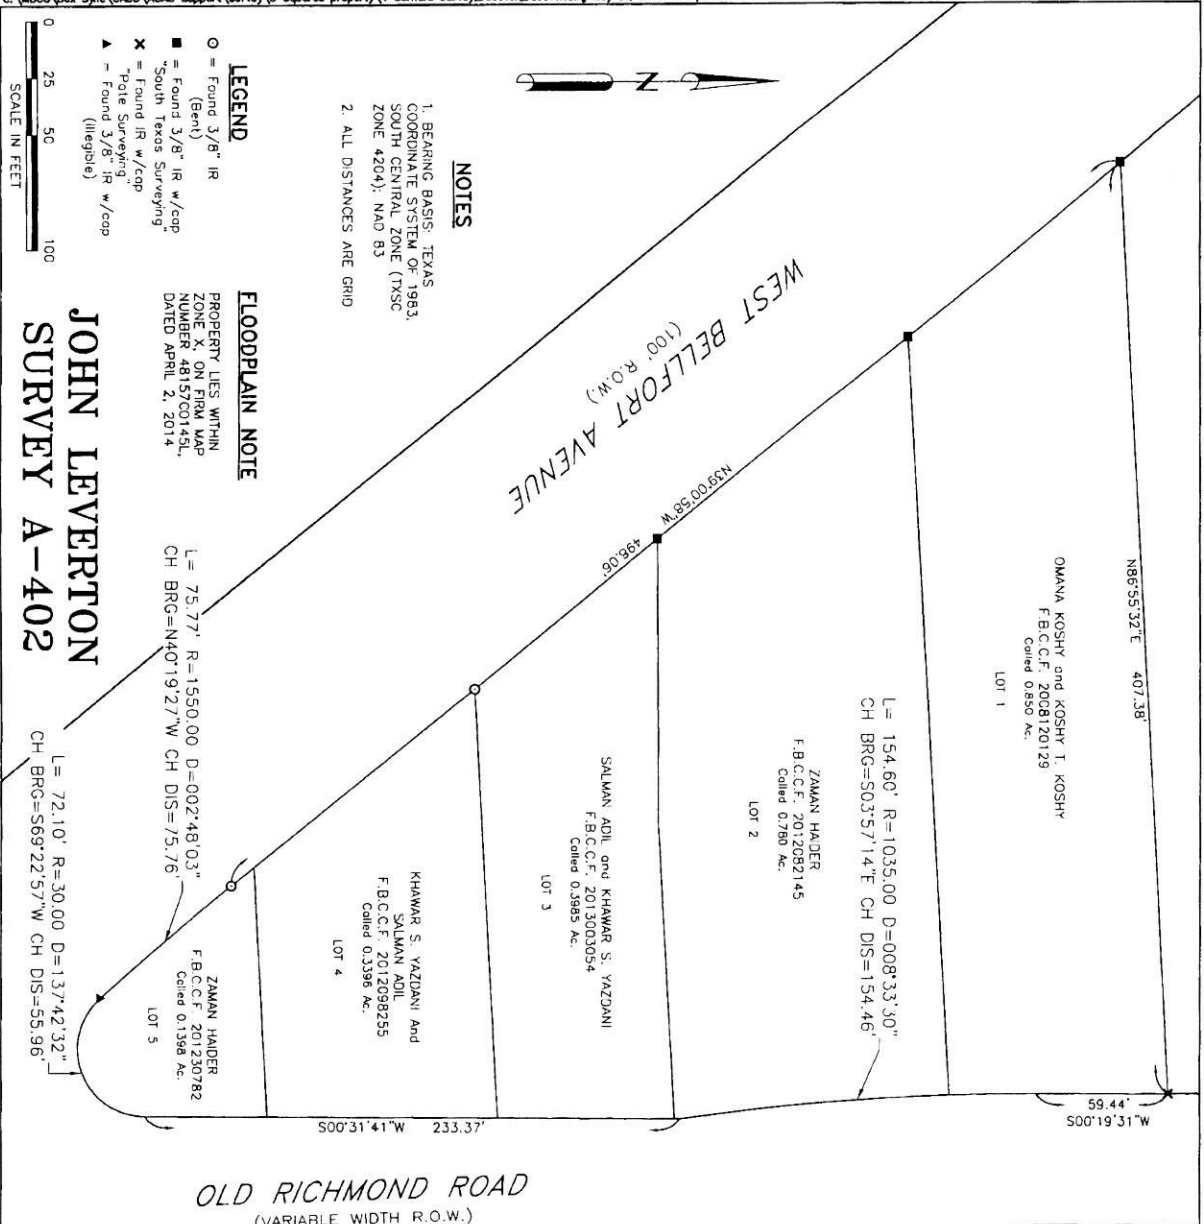 LEGEND
= Found 3/8" IR
(Bent)
= Found 3/8" IR w/cap
"South Texas Surveying"
= Found IR w/cap
"Pate Surveying"
= Found 3/8" IR w/cap
(illegible)
0 25 50 100
SCALE IN FEET
NOTES
1. BEARING BASIS: TEXAS
COORDINATE SYSTEM OF 1983,
SOUTH CENTRAL ZONE (TXSC
ZONE 4204); NAD 83
2. ALL DISTANCES ARE GRID
N
FLOODPLAIN NOTE
PROPERTY LIES WITHIN
ZONE X, ON FIRM MAP
NUMBER 48157C0145L,
DATED APRIL 2, 2014
JOHN LEVERTON
SURVEY A-402
WEST BELLFORT AVENUE
(100' R.O.W.)
N39°00'58"W 498.06'
N86°55'32"E 407.38'
OMANA KOSHY and KOSHY T. KOSHY
F.B.C.C.F. 2008120129
Called 0.850 Ac.
LOT 1
L= 154.60' R=1035.00 D=008°33'30"
CH BRG=S03°57'14"E CH DIS=154.46'
ZAMAN HAIDER
F.B.C.C.F. 2012082145
Called 0.780 Ac.
LOT 2
SALMAN ADIL and KHAWAR S. YAZDANI
F.B.C.C.F. 2013003054
Called 0.3985 Ac.
LOT 3
KHAWAR S. YAZDANI And
SALMAN ADIL
F.B.C.C.F. 2012098255
Called 0.3396 Ac.
LOT 4
ZAMAN HAIDER
F.B.C.C.F. 201230782
Called 0.1398 Ac.
LOT 5
L= 75.77' R=1550.00 D=002°48'03"
CH BRG=N40°19'27"W CH DIS=75.76'
L= 72.10' R=30.00 D=137°42'32"
CH BRG=S69°22'57"W CH DIS=55.96'
S00°31'41"W 233.37'
59.44'
S00°19'31"W
OLD RICHMOND ROAD
(VARIABLE WIDTH R.O.W.)